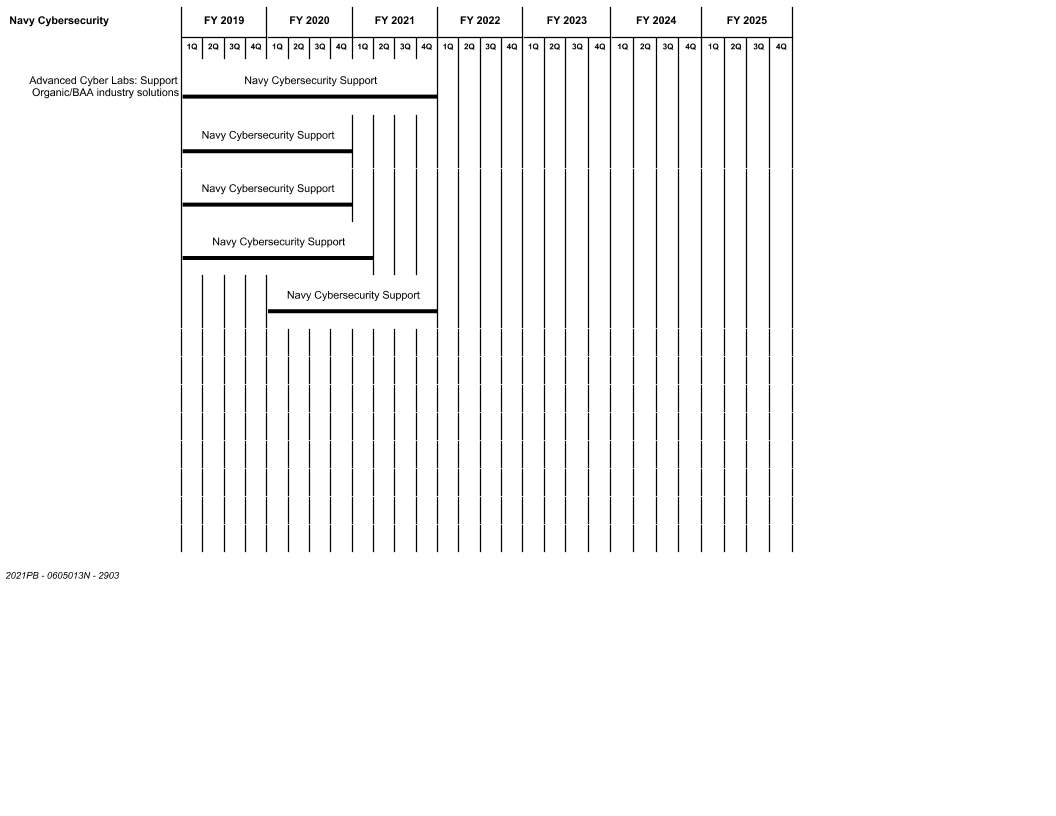 Navy Cybersecurity FY 2019 FY 2020 FY 2021 FY 2022 FY 2023 FY 2024 FY 2025
1Q 2Q 3Q 4Q 1Q 2Q 3Q 4Q 1Q 2Q 3Q 4Q 1Q 2Q 3Q 4Q 1Q 2Q 3Q 4Q 1Q 2Q 3Q 4Q 1Q 2Q 3Q 4Q
Advanced Cyber Labs: Support Navy Cybersecurity Support
Organic/BAA industry solutions
Navy Cybersecurity Support
Navy Cybersecurity Support
Navy Cybersecurity Support
Navy Cybersecurity Support
2021PB - 0605013N - 2903